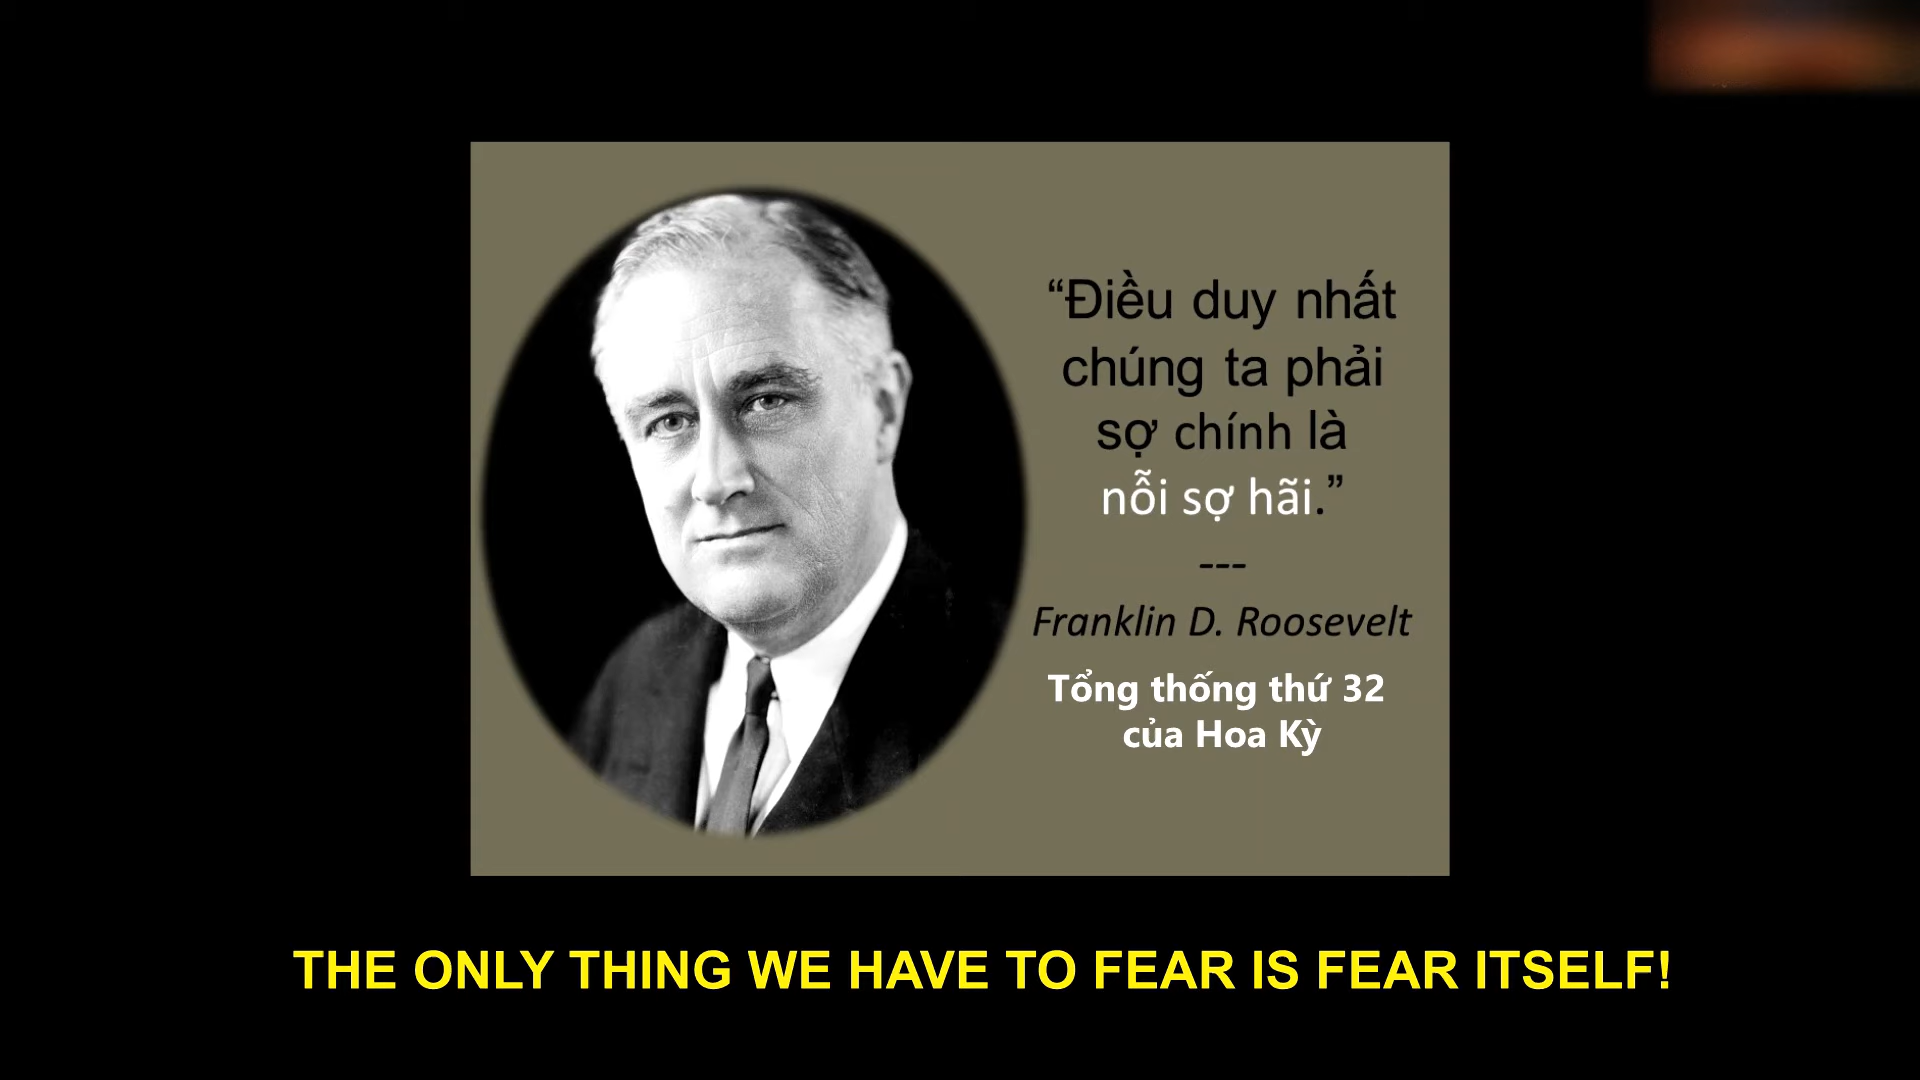 “Điều duy nhất
chúng ta phải
sợ chính là
nỗi sợ hãi.”
---
Franklin D. Roosevelt
Tổng thống thứ 32
của Hoa Kỳ
THE ONLY THING WE HAVE TO FEAR IS FEAR ITSELF!